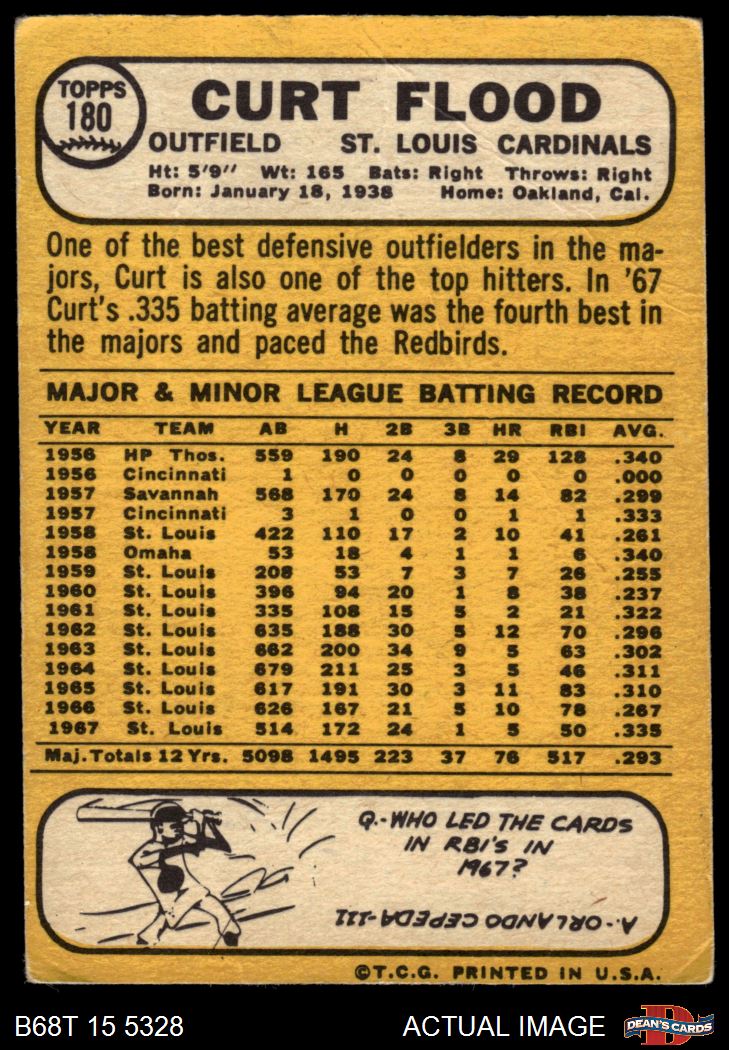 TOPPS
180
CURT FLOOD
OUTFIELD ST. LOUIS CARDINALS
Ht: 5'9'' Wt: 165 Bats: Right Throws: Right
Born: January 18, 1938 Home: Oakland, Cal.
One of the best defensive outfielders in the ma-
jors, Curt is also one of the top hitters. In '67
Curt's .335 batting average was the fourth best in
the majors and paced the Redbirds.
MAJOR & MINOR LEAGUE BATTING RECORD
YEAR TEAM AB H 2B 3B HR RBI AVG.
1956 HP Thos. 559 190 24 8 29 128 .340
1956 Cincinnati 1 0 0 0 0 0 .000
1957 Savannah 568 170 24 8 14 82 .299
1957 Cincinnati 3 1 0 0 1 1 .333
1958 St. Louis 422 110 17 2 10 41 .261
1958 Omaha 53 18 4 1 1 6 .340
1959 St. Louis 208 53 7 3 7 26 .255
1960 St. Louis 396 94 20 1 8 38 .237
1961 St. Louis 335 108 15 5 2 21 .322
1962 St. Louis 635 188 30 5 12 70 .296
1963 St. Louis 662 200 34 9 5 63 .302
1964 St. Louis 679 211 25 3 5 46 .311
1965 St. Louis 617 191 30 3 11 83 .310
1966 St. Louis 626 167 21 5 10 78 .267
1967 St. Louis 514 172 24 1 5 50 .335
Maj. Totals 12 Yrs. 5098 1495 223 37 76 517 .293
Q.-WHO LED THE CARDS
IN RBI'S IN
1967?
A.-ORLANDO CEPEDA-111
©T.C.G. PRINTED IN U.S.A.
B68T 15 5328 ACTUAL IMAGE
D
DEAN'S CARDS